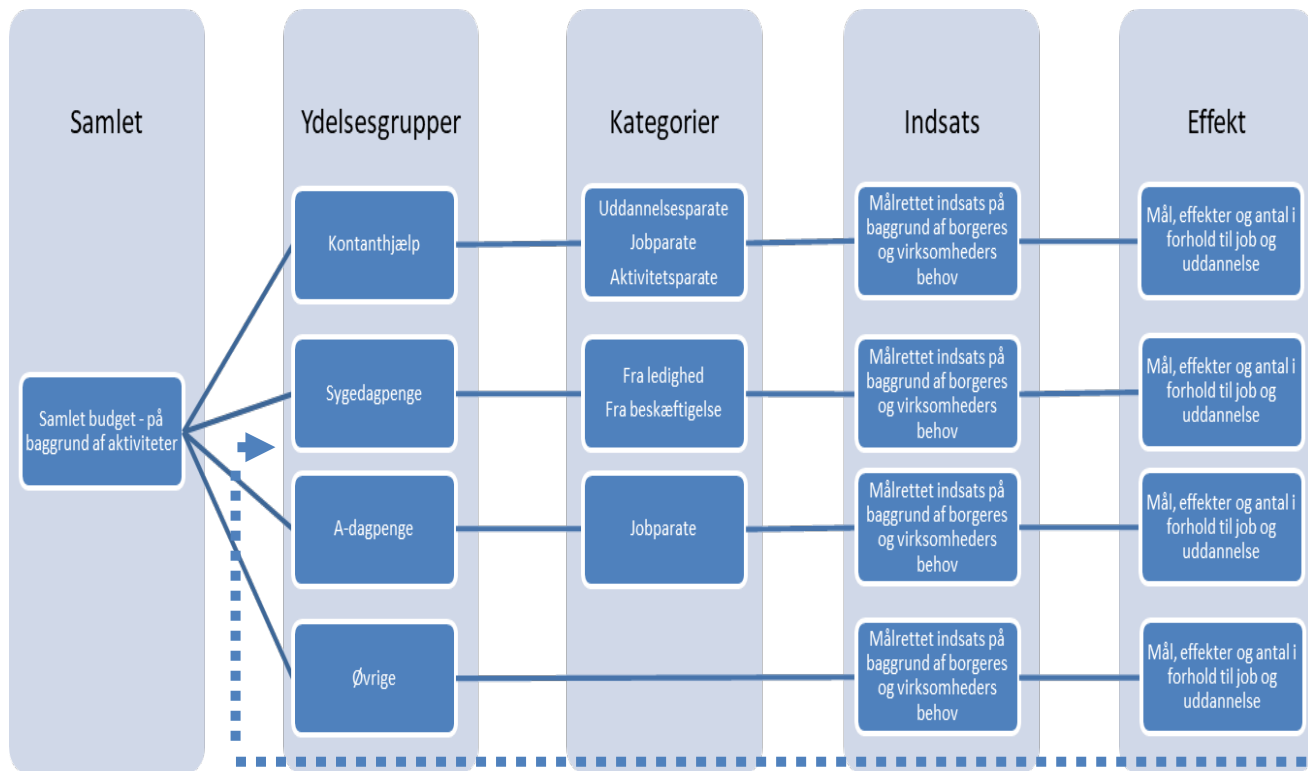 Samlet
Ydelsesgrupper
Kategorier
Indsats
Effekt
Samlet budget - på
baggrund af aktiviteter
Kontanthjælp
Uddannelsesparate
Jobparate
Aktivitetsparate
Målrettet indsats på
baggrund af borgeres
og virksomheders
behov
Mål, effekter og antal i
forhold til job og
uddannelse
Sygedagpenge
Fra ledighed
Fra beskæftigelse
Målrettet indsats på
baggrund af borgeres
og virksomheders
behov
Mål, effekter og antal i
forhold til job og
uddannelse
A-dagpenge
Jobparate
Målrettet indsats på
baggrund af borgeres
og virksomheders
behov
Mål, effekter og antal i
forhold til job og
uddannelse
Øvrige
Målrettet indsats på
baggrund af borgeres
og virksomheders
behov
Mål, effekter og antal i
forhold til job og
uddannelse